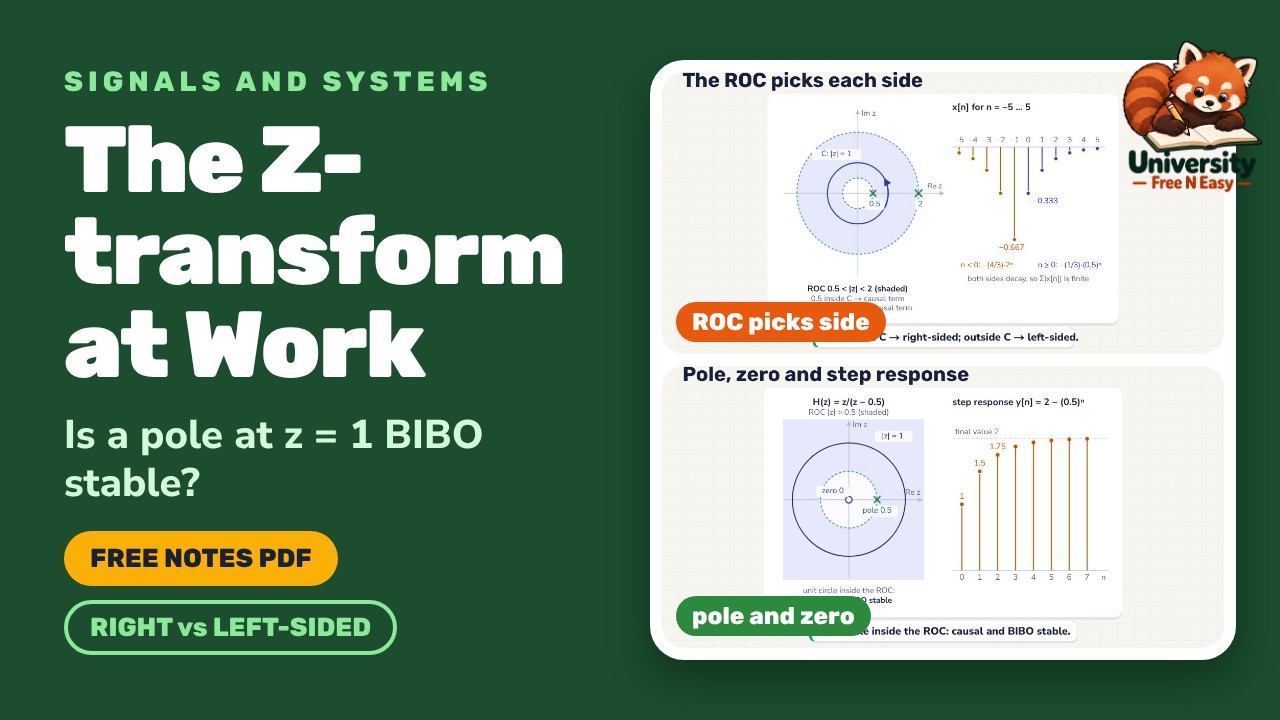 SIGNALS AND SYSTEMS
The Z-
transform
at Work
Is a pole at z = 1 BIBO
stable?
FREE NOTES PDF
RIGHT vs LEFT-SIDED
University
Free N Easy
The ROC picks each side
x[n] for n = −5 … 5
Im z
C: |z| = 1
Re z
0.5
2
5 4 -3 -2 -1 0 1 2 3 4 5
0.333
−0.667
n < 0: −(4/3)·2ⁿ
n ≥ 0: −(1/3)·(0.5)ⁿ
both sides decay, so Σ|x[n]| is finite
ROC 0.5 < |z| < 2 (shaded)
0.5 inside C → causal term
usal term
ROC picks side
C → right-sided; outside C → left-sided.
Pole, zero and step response
H(z) = z/(z − 0.5)
ROC |z| > 0.5 (shaded)
step response y[n] = 2 − (0.5)ⁿ
Im z
|z| = 1
zero 0
Re z
pole 0.5
final value 2
1
1.5
1.75
0 1 2 3 4 5 6 7 n
unit circle inside the ROC:
O stable
pole and zero
le inside the ROC: causal and BIBO stable.